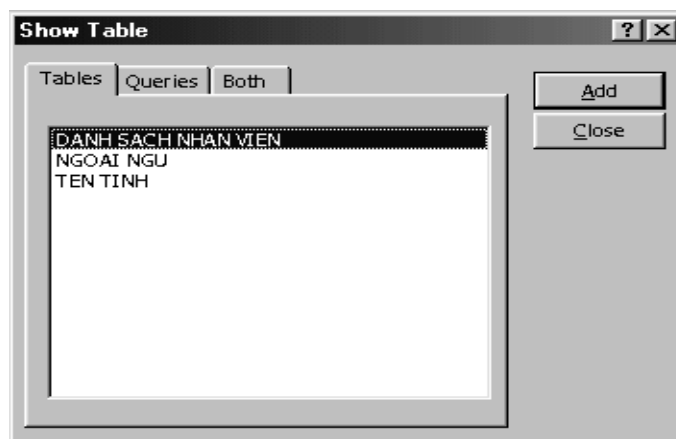 Show Table
Tables Queries Both
Add
Close
DANH SACH NHAN VIEN
NGOAI NGU
TEN TINH